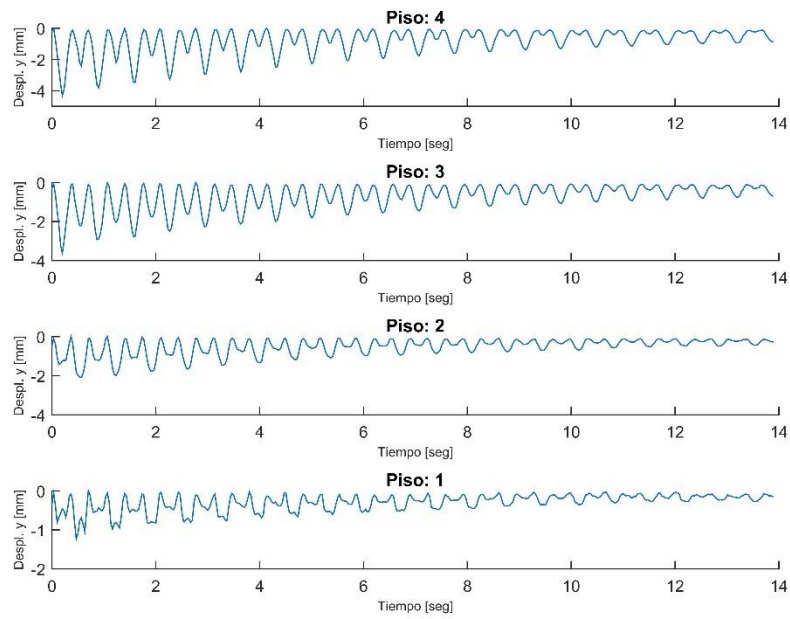 Piso: 4
Despl. y [mm]
0
-2
-4
0 2 4 6 8 10 12 14
Tiempo [seg]
Piso: 3
Despl. y [mm]
0
-2
-4
0 2 4 6 8 10 12 14
Tiempo [seg]
Piso: 2
Despl. y [mm]
0
-2
-4
0 2 4 6 8 10 12 14
Tiempo [seg]
Piso: 1
Despl. y [mm]
0
-1
-2
0 2 4 6 8 10 12 14
Tiempo [seg]